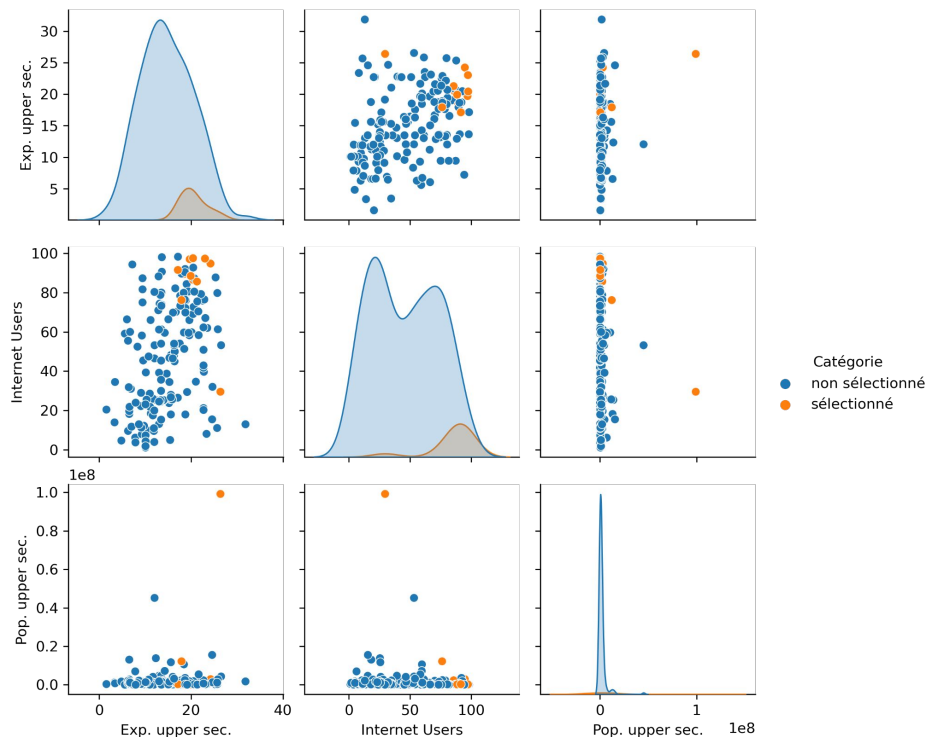 30
25
20
15
10
5
Exp. upper sec.
100
80
60
40
20
0
Internet Users
Catégorie
non sélectionné
sélectionné
1e8
1.0
0.8
0.6
0.4
0.2
0.0
Pop. upper sec.
0 20 40
0 50 100
0 1
1e8
Exp. upper sec.
Internet Users
Pop. upper sec.